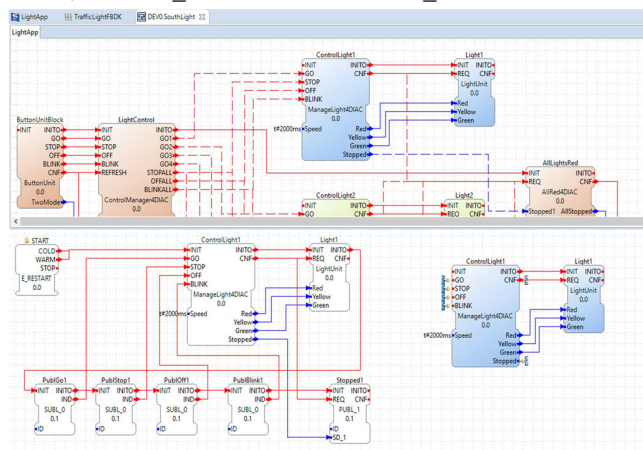 LightApp
TrafficLightFBDK
DEV0.SouthLight
LightApp
ControlLight1
INIT INITO
GO CNF
STOP
OFF
BLINK
ManageLight4DIAC
0.0
t#2000ms Speed Red
Yellow
Green
Stopped
Light1
INIT INITO
REQ CNF
LightUnit
0.0
Red
Yellow
Green
ButtonUnitBlock
INIT INITO
GO
STOP
OFF
BLINK
CNF
ButtonUnit
0.0
TwoMode
LightControl
INIT INITO
GO GO1
STOP GO2
OFF GO3
BLINK GO4
REFRESH STOPALL
OFFALL
BLINKALL
ControlManager4DIAC
0.0
AllLightsRed
INIT INITO
REQ CNF
AllRed4DIAC
0.0
Stopped1 AllStopped
ControlLight2
INIT INITO
GO CNF
Light2
INIT INITO
REQ CNF
START
COLD
WARM
STOP
E_RESTART
0.0
ControlLight1
INIT INITO
GO CNF
STOP
OFF
BLINK
ManageLight4DIAC
0.0
t#2000ms Speed Red
Yellow
Green
Stopped
Light1
INIT INITO
REQ CNF
LightUnit
0.0
Red
Yellow
Green
ControlLight1
INIT INITO
GO CNF
STOP
OFF
BLINK
ManageLight4DIAC
0.0
t#2000ms Speed Red
Yellow
Green
Stopped
Light1
INIT INITO
REQ CNF
LightUnit
0.0
Red
Yellow
Green
PublGo1
INIT INITO
IND
SUBL_0
0.1
ID
PublStop1
INIT INITO
IND
SUBL_0
0.1
ID
PublOff1
INIT INITO
IND
SUBL_0
0.1
ID
PublBlink1
INIT INITO
IND
SUBL_0
0.1
ID
Stopped1
INIT INITO
REQ CNF
PUBL_1
0.1
ID
SD_1